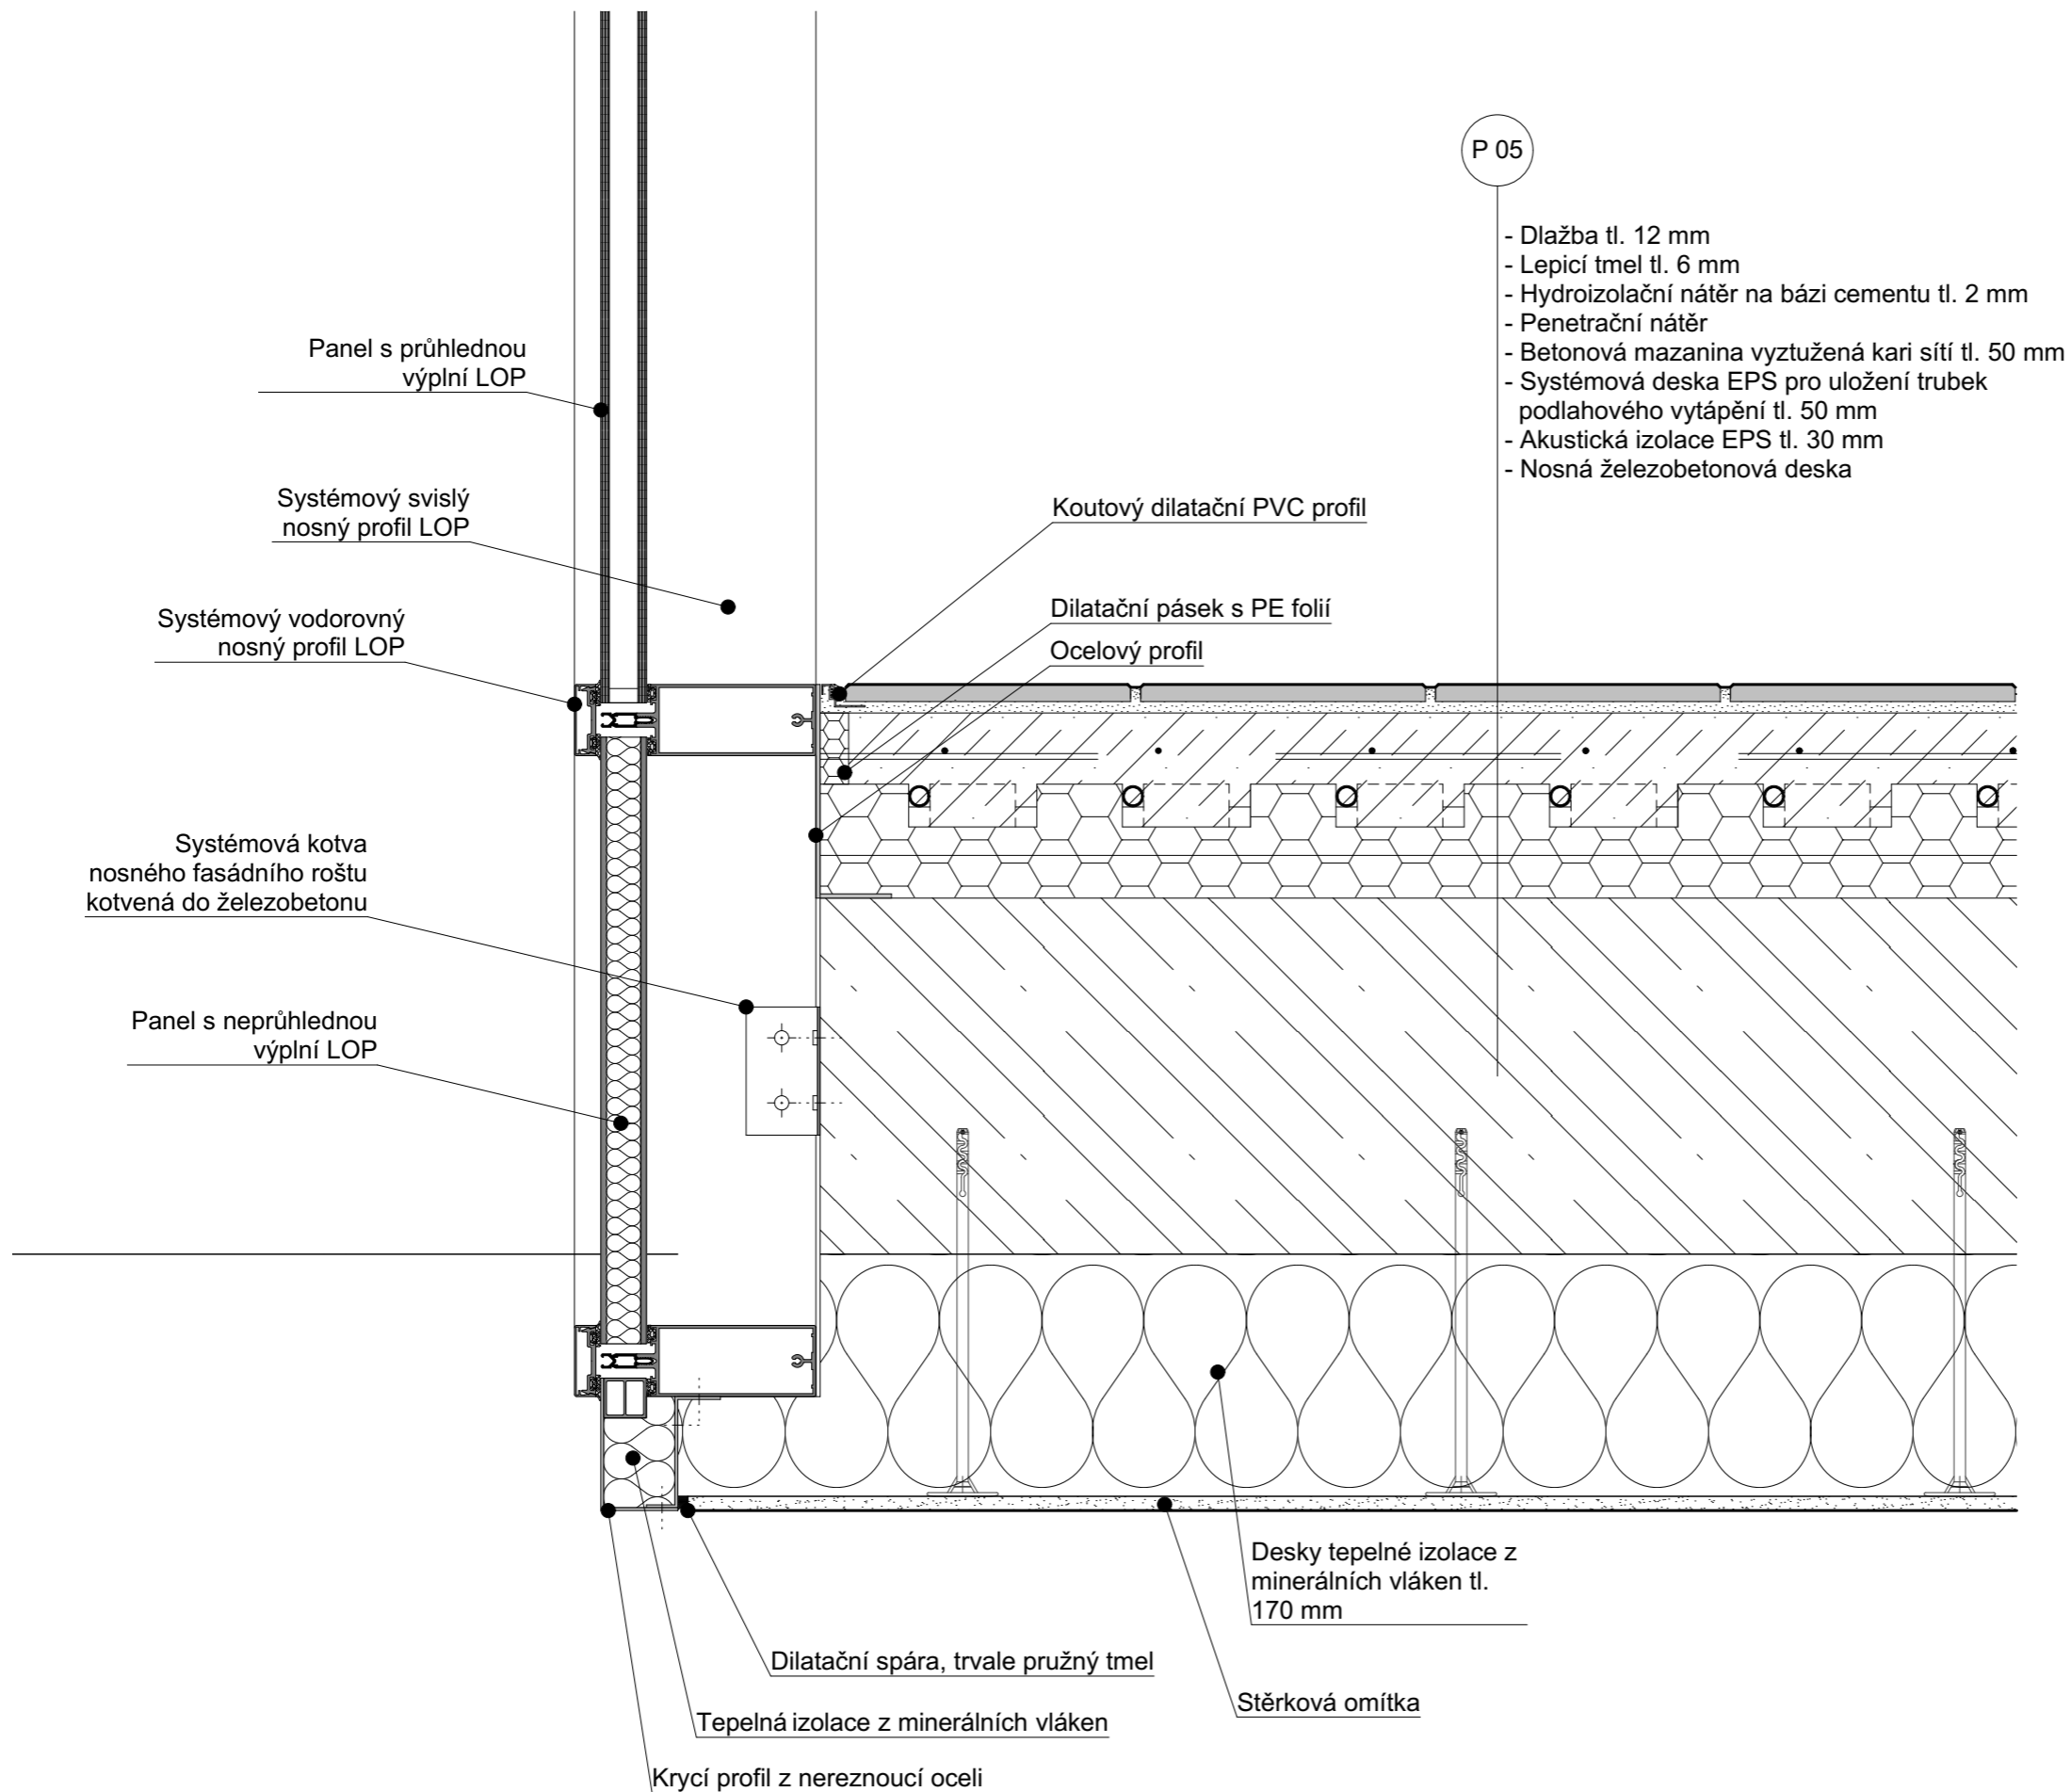 P 05
- Dlažba tl. 12 mm
- Lepicí tmel tl. 6 mm
- Hydroizolační nátěr na bázi cementu tl. 2 mm
- Penetrační nátěr
- Betonová mazanina vyztužená kari sítí tl. 50 mm
- Systémová deska EPS pro uložení trubek
podlahového vytápění tl. 50 mm
- Akustická izolace EPS tl. 30 mm
- Nosná železobetonová deska
Panel s průhlednou
výplní LOP
Systémový svislý
nosný profil LOP
Systémový vodorovný
nosný profil LOP
Systémová kotva
nosného fasádního roštu
kotvená do železobetonu
Panel s neprůhlednou
výplní LOP
Koutový dilatační PVC profil
Dilatační pásek s PE folií
Ocelový profil
Desky tepelné izolace z
minerálních vláken tl.
170 mm
Dilatační spára, trvale pružný tmel
Stěrková omítka
Tepelná izolace z minerálních vláken
Krycí profil z nereznoucí oceli